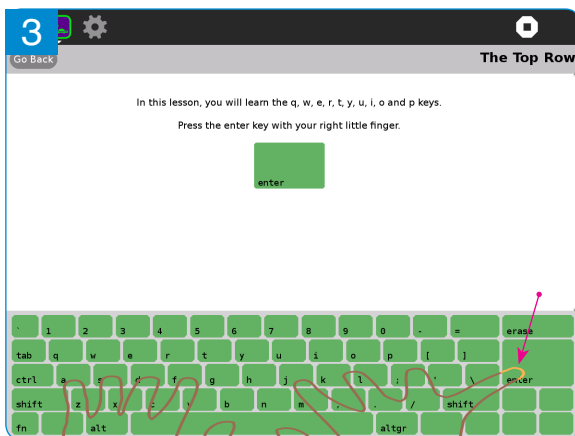 3
Go Back
The Top Row
In this lesson, you will learn the q, w, e, r, t, y, u, i, o and p keys.
Press the enter key with your right little finger.
enter
` 1 2 3 4 5 6 7 8 9 0 - = erase
tab q w e r t y u i o p [ ]
ctrl a s d f g h j k l ; ' \ enter
shift z x c v b n m , . / shift
fn alt altgr